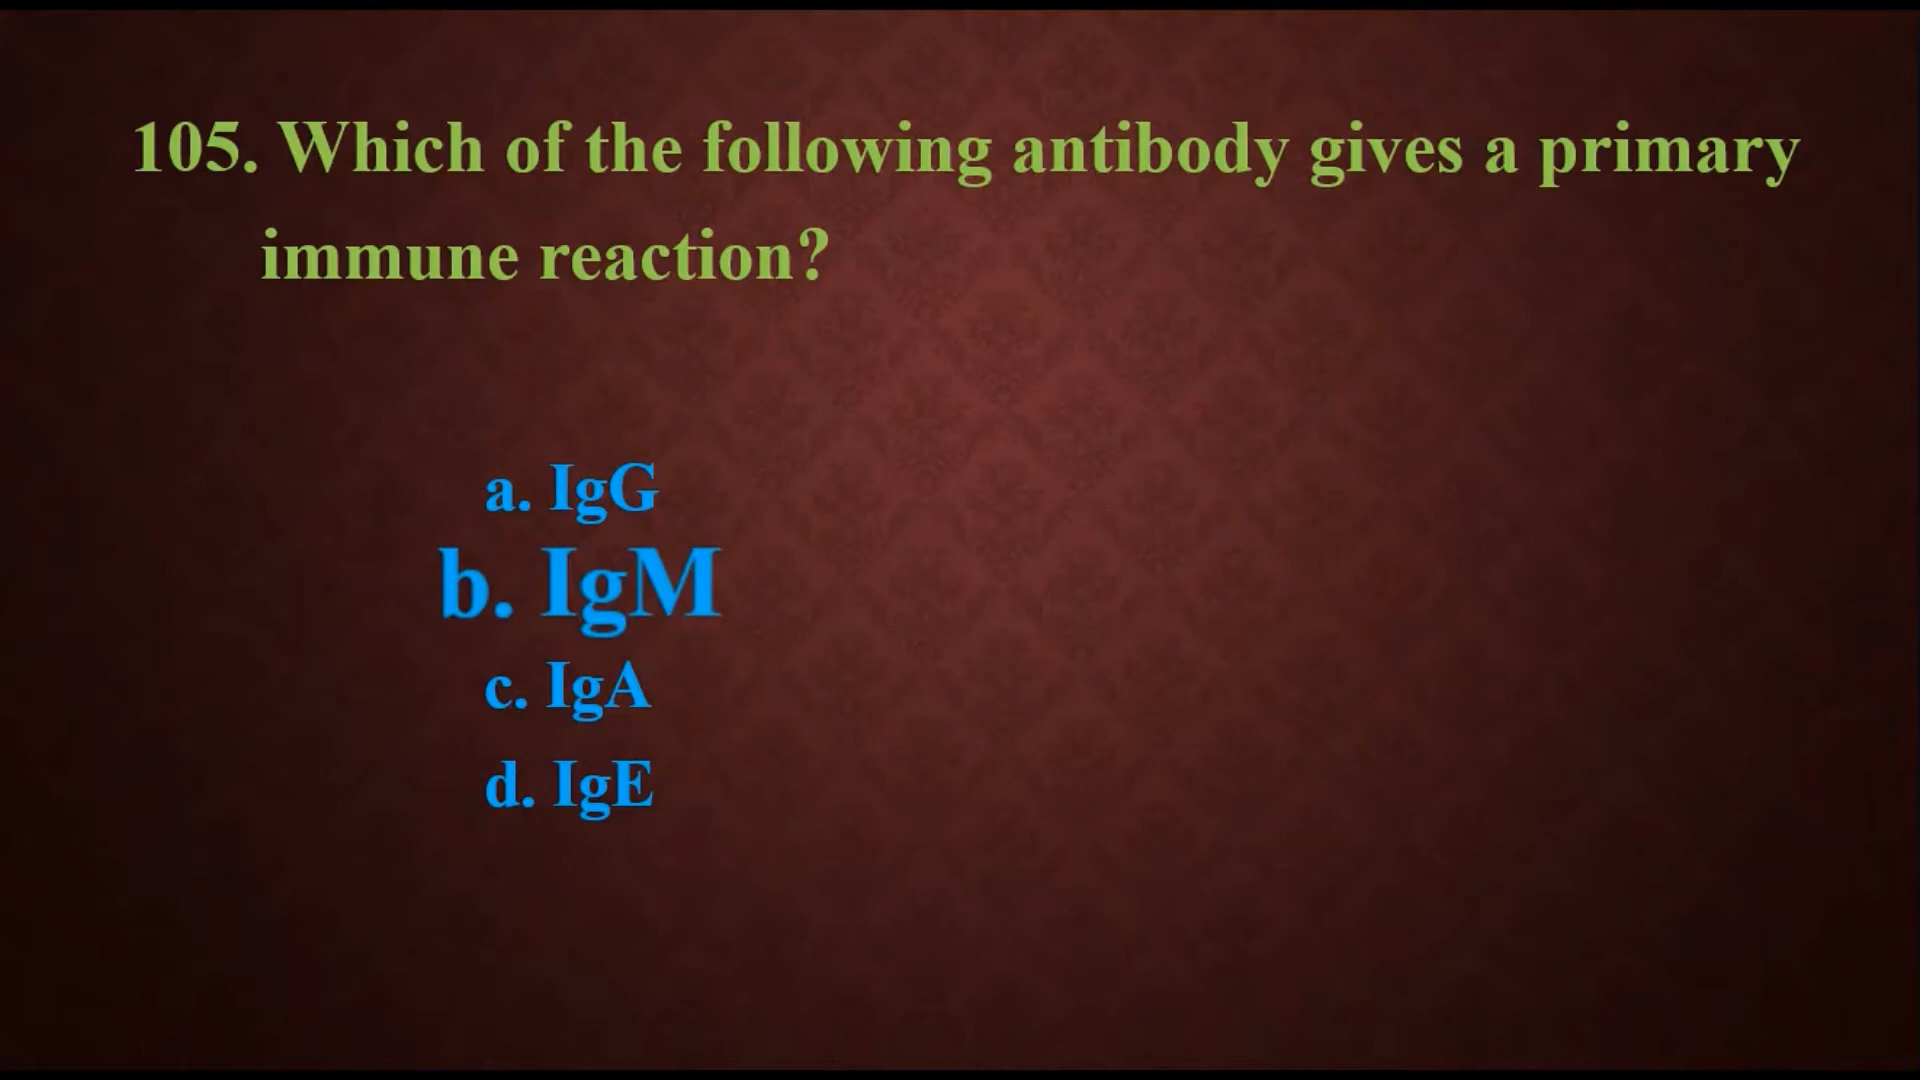 105. Which of the following antibody gives a primary
immune reaction?
a. IgG
b. IgM
c. IgA
d. IgE